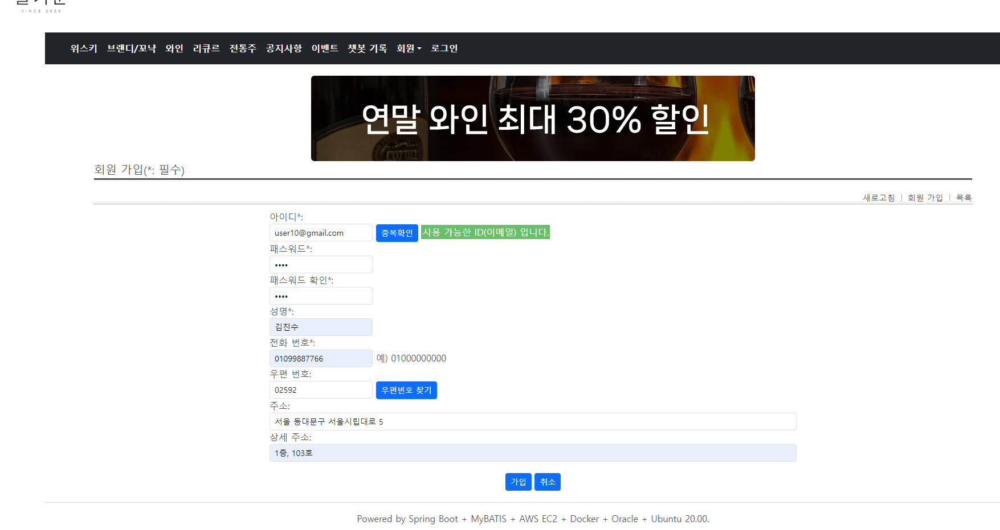 SINCE 2023
위스키 브랜디/꼬냑 와인 리큐르 전통주 공지사항 이벤트 챗봇 기록 회원 로그인
연말 와인 최대 30% 할인
회원 가입(*: 필수)
새로고침 | 회원 가입 | 목록
아이디*:
user10@gmail.com 중복확인 사용 가능한 ID(이메일) 입니다.
패스워드*:
••••
패스워드 확인*:
••••
성명*:
김진수
전화 번호*:
01099887766 예) 01000000000
우편 번호:
02592 우편번호 찾기
주소:
서울 동대문구 서울시립대로 5
상세 주소:
1층, 103호
가입 취소
Powered by Spring Boot + MyBATIS + AWS EC2 + Docker + Oracle + Ubuntu 20.00.